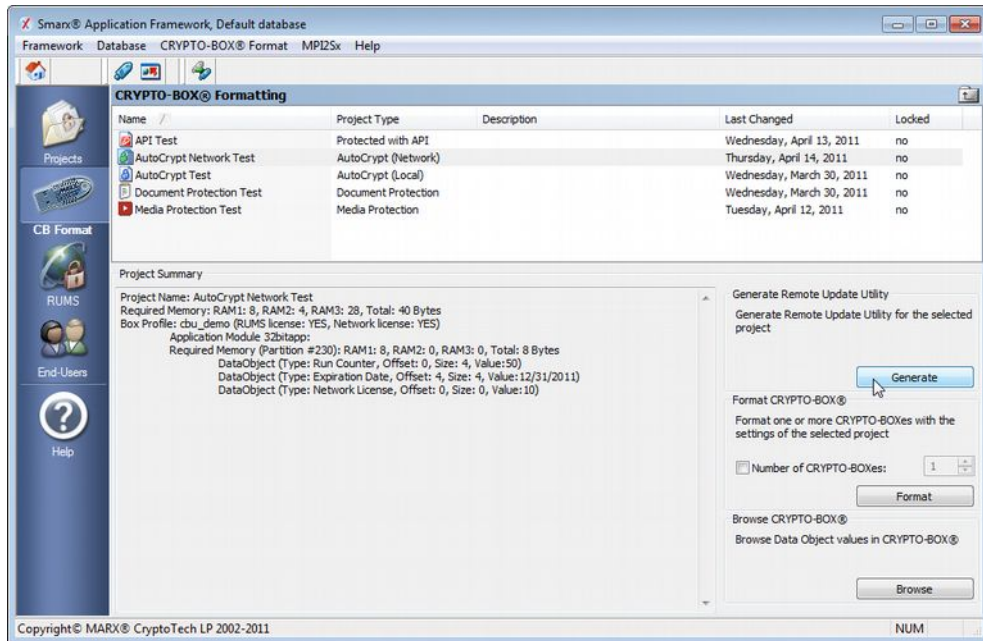 Smarx® Application Framework, Default database
Framework Database CRYPTO-BOX® Format MPI2Sx Help
CRYPTO-BOX® Formatting
Name Project Type Description Last Changed Locked
API Test Protected with API Wednesday, April 13, 2011 no
AutoCrypt Network Test AutoCrypt (Network) Thursday, April 14, 2011 no
AutoCrypt Test AutoCrypt (Local) Wednesday, March 30, 2011 no
Document Protection Test Document Protection Wednesday, March 30, 2011 no
Media Protection Test Media Protection Tuesday, April 12, 2011 no
Projects
CB Format
RUMS
End-Users
Help
Project Summary
Project Name: AutoCrypt Network Test
Required Memory: RAM1: 8, RAM2: 4, RAM3: 28, Total: 40 Bytes
Box Profile: cbu_demo (RUMS license: YES, Network license: YES)
Application Module 32bitapp:
Required Memory (Partition #230): RAM1: 8, RAM2: 0, RAM3: 0, Total: 8 Bytes
DataObject (Type: Run Counter, Offset: 0, Size: 4, Value:50)
DataObject (Type: Expiration Date, Offset: 4, Size: 4, Value:12/31/2011)
DataObject (Type: Network License, Offset: 0, Size: 0, Value:10)
Generate Remote Update Utility
Generate Remote Update Utility for the selected
project
Generate
Format CRYPTO-BOX®
Format one or more CRYPTO-BOXes with the
settings of the selected project
Number of CRYPTO-BOXes: 1
Format
Browse CRYPTO-BOX®
Browse Data Object values in CRYPTO-BOX®
Browse
Copyright© MARX® CryptoTech LP 2002-2011
NUM